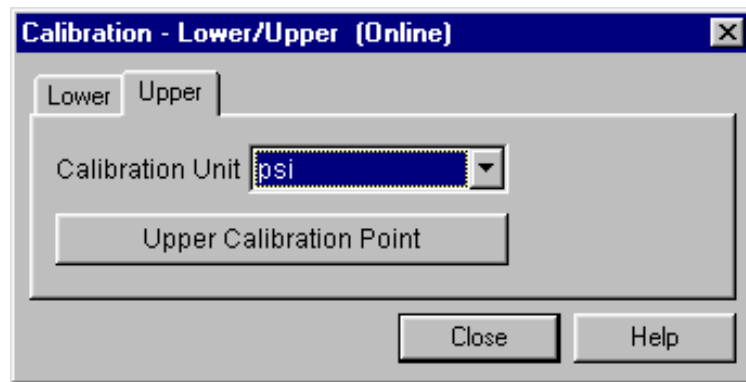 Calibration - Lower/Upper (Online)
Lower Upper
Calibration Unit psi
Upper Calibration Point
Close Help